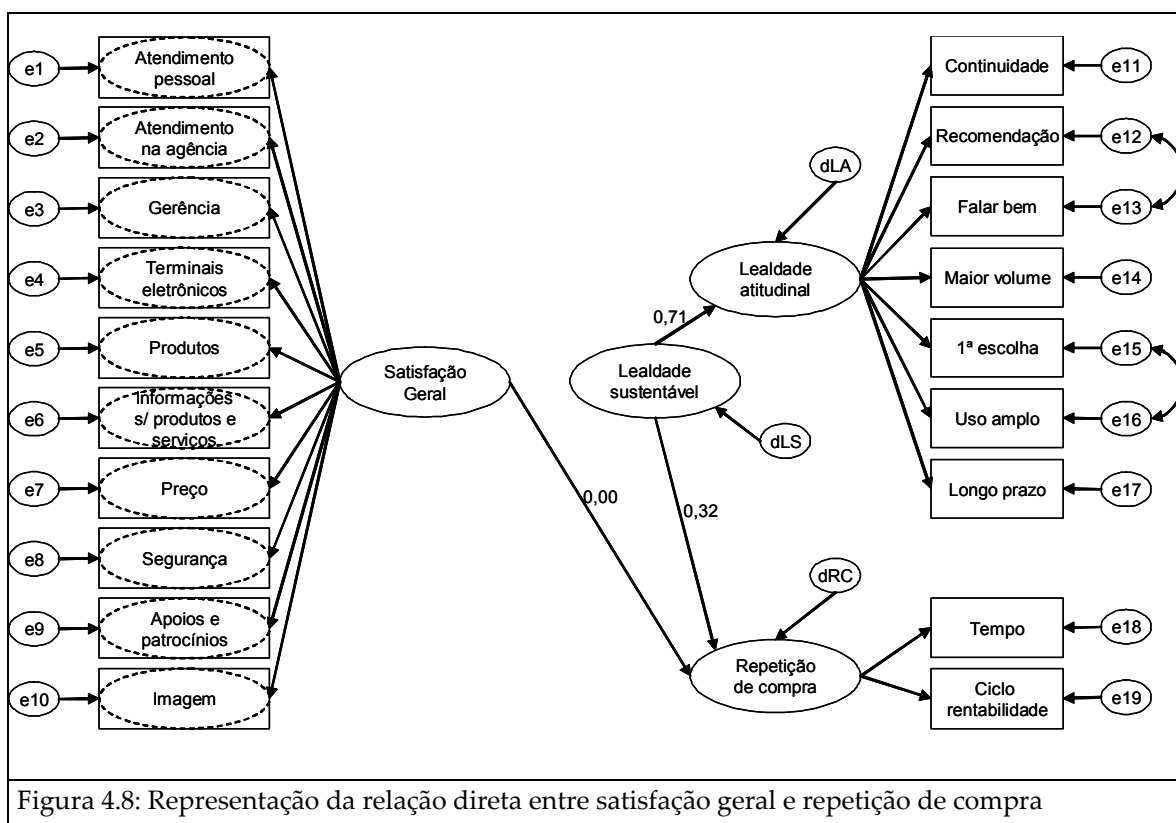 e1
Atendimento
pessoal
e2
Atendimento
na agência
e3
Gerência
e4
Terminais
eletrônicos
e5
Produtos
e6
Informações
s/ produtos e
serviços
e7
Preço
e8
Segurança
e9
Apoios e
patrocínios
e10
Imagem
Satisfação
Geral
0,00
dLA
Lealdade
atitudinal
0,71
Lealdade
sustentável
dLS
0,32
dRC
Repetição
de compra
Continuidade
e11
Recomendação
e12
Falar bem
e13
Maior volume
e14
1ª escolha
e15
Uso amplo
e16
Longo prazo
e17
Tempo
e18
Ciclo
rentabilidade
e19
Figura 4.8: Representação da relação direta entre satisfação geral e repetição de compra